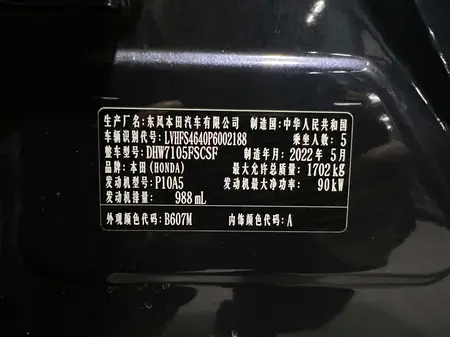 生产厂名:东风本田汽车有限公司 制造国:中华人民共和国
车辆识别代号:LVHFS4640P6002188 乘坐人数: 5
整车型号:DHW7105FSCSF 制造年月:2022年 5月
品牌:本田(HONDA) 最大允许总质量: 1702kg
发动机型号:P10A5 发动机最大净功率: 90kW
发动机排量: 988mL
外观颜色代码:B607M 内饰颜色代码:A